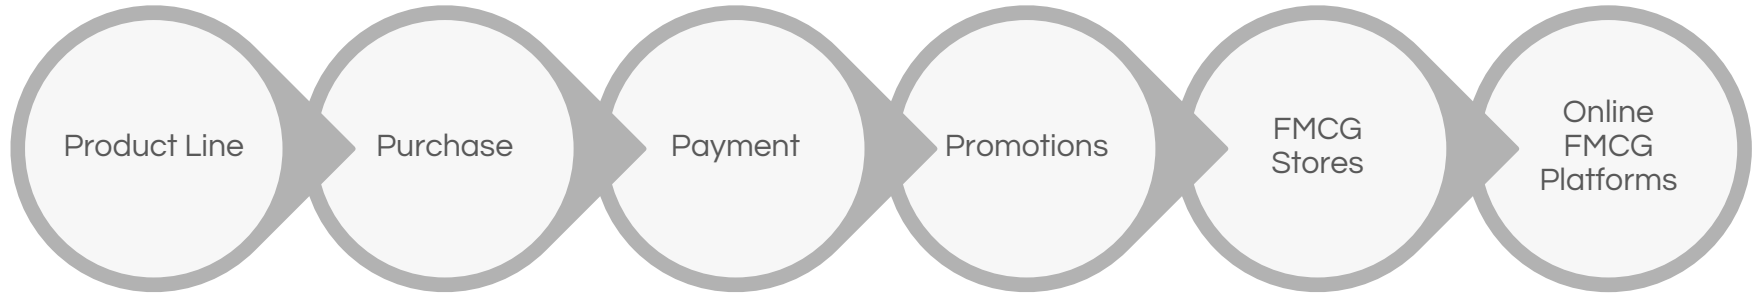 Product Line
Purchase
Payment
Promotions
FMCG
Stores
Online
FMCG
Platforms